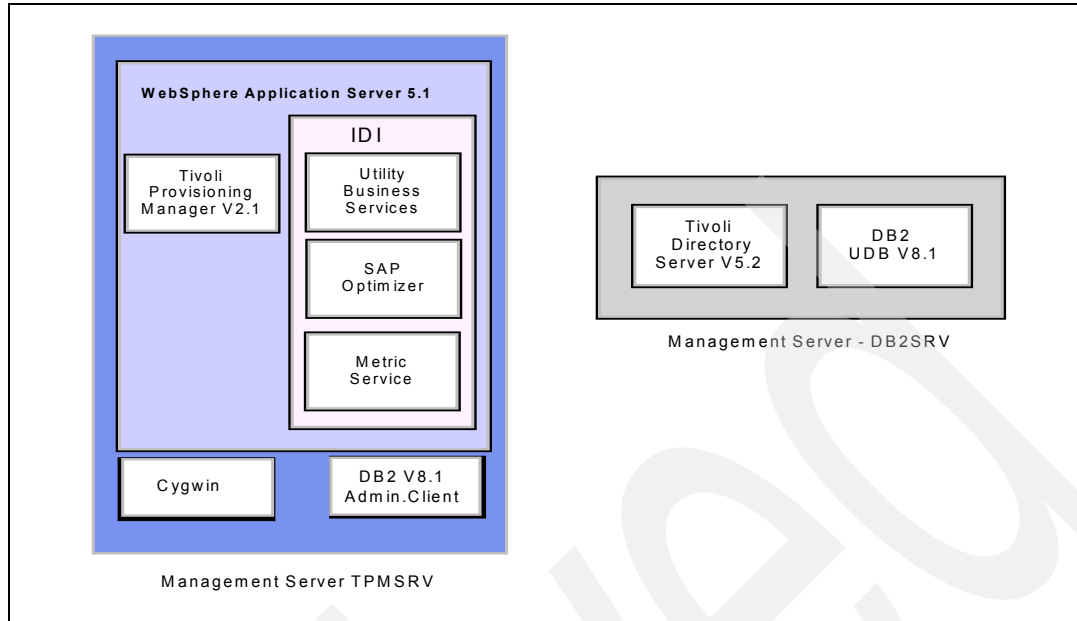 WebSphere Application Server 5.1
IDI
Tivoli
Provisioning
Manager V2.1
Utility
Business
Services
SAP
Optimizer
Metric
Service
Cygwin
DB2 V8.1
Admin.Client
Management Server TPMSRV
Tivoli
Directory
Server V5.2
DB2
UDB V8.1
Management Server - DB2SRV